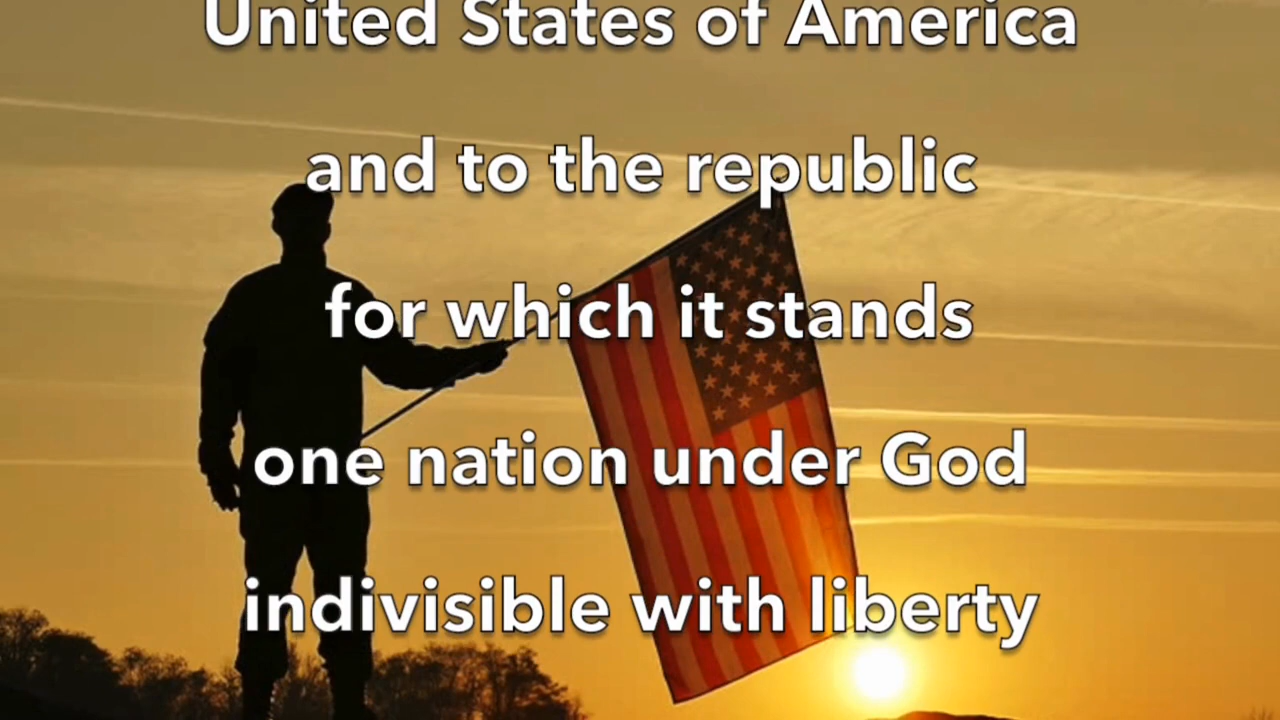 United States of America
and to the republic
for which it stands
one nation under God
indivisible with liberty